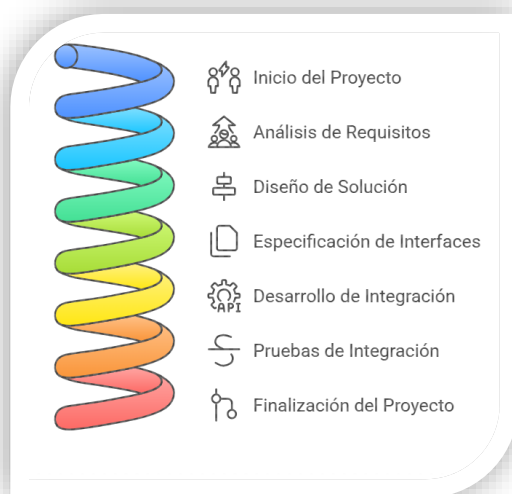 Inicio del Proyecto
Análisis de Requisitos
Diseño de Solución
Especificación de Interfaces
API
Desarrollo de Integración
Pruebas de Integración
Finalización del Proyecto